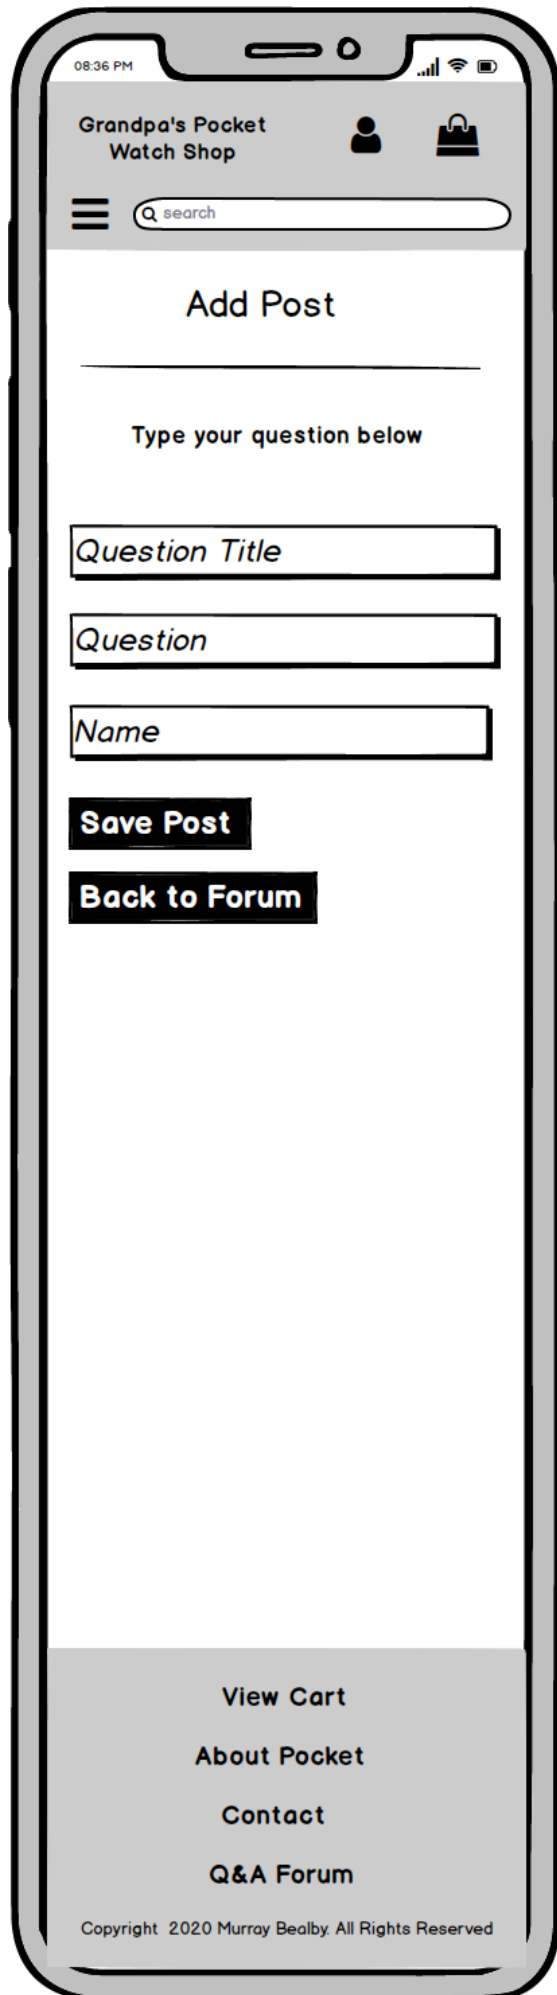 08:36 PM
Grandpa's Pocket
Watch Shop
search
Add Post
Type your question below
Question Title
Question
Name
Save Post
Back to Forum
View Cart
About Pocket
Contact
Q&A Forum
Copyright 2020 Murray Bealby. All Rights Reserved